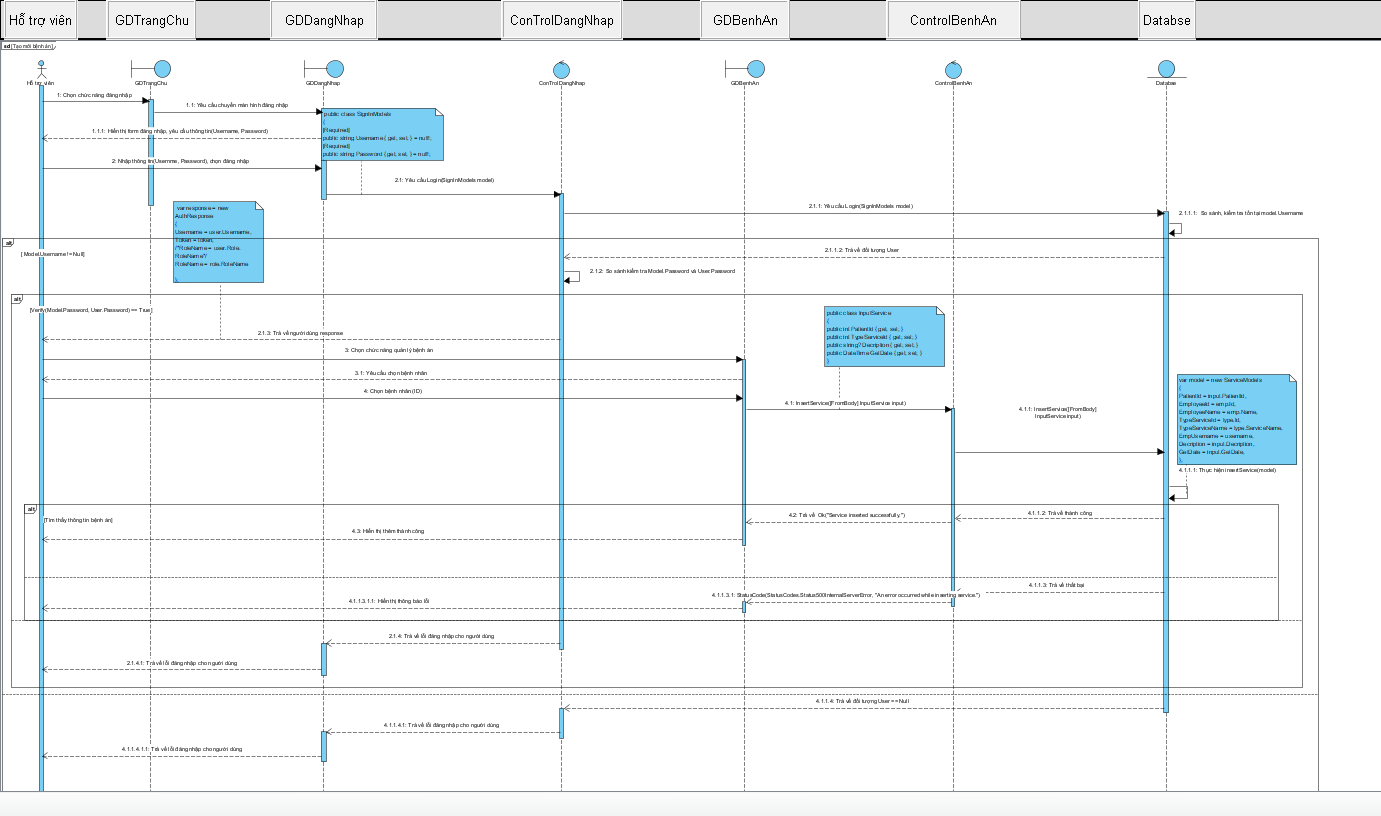 Hỗ trợ viên
GDTrangChu
GDDangNhap
ConTrolDangNhap
GDBenhAn
ControlBenhAn
Databse
sd [Tạo mới bệnh án]
Hỗ trợ viên
GDTrangChu
GDDangNhap
ConTrolDangNhap
GDBenhAn
ControlBenhAn
Databse
1: Chọn chức năng đăng nhập
1.1: Yêu cầu chuyển màn hình đăng nhập
public class SignInModels
{
[Required]
public string Username { get; set; } = null!;
[Required]
public string Password { get; set; } = null!;
1.1.1: Hiển thị form đăng nhập, yêu cầu thông tin(Username, Password)
2: Nhập thông tin(Usernme, Password), chọn đăng nhập
2.1: Yêu cầu Login(SignInModels model)
var response = new
AuthResponse
{
Username = user.Username,
Token = token,
/*RoleName = user.Role.
RoleName*/
RoleName = role.RoleName
};
2.1.1: Yêu cầu Login(SignInModels model)
2.1.1.1: So sánh, kiểm tra tồn tại model.Username
alt
[ Model.Username != Null]
2.1.1.2: Trả về đối tượng User
2.1.2: So sánh kiểm tra Model.Password và User.Password
alt
[Verify(Model.Password, User.Password) == True]
2.1.3: Trả về người dùng response
public class InputService
{
public int PatientId { get; set; }
public int TypeServiceId { get; set; }
public string? Decription { get; set; }
public DateTime GetDate { get; set; }
}
3: Chọn chức năng quản lý bệnh án
3.1: Yêu cầu chọn bệnh nhân
4: Chọn bệnh nhân (ID)
4.1: InsertService([FromBody] InputService input)
4.1.1: InsertService([FromBody]
InputService input)
var model = new ServiceModels
{
PatientId = input.PatientId,
EmployeeId = emp.Id,
EmployeeName = emp.Name,
TypeServiceId = type.Id,
TypeServiceName = type.ServiceName,
EmpUsername = username,
Decription = input.Decription,
GetDate = input.GetDate,
};
4.1.1.1: Thực hiện InsertService(model)
alt
[Tìm thấy thông tin bệnh án]
4.1.1.2: Trả về thành công
4.2: Trả về Ok("Service inserted successfully.")
4.3: Hiển thị thêm thành công
4.1.1.3: Trả về thất bại
4.1.1.3.1: StatusCode(StatusCodes.Status500InternalServerError, "An error occurred while inserting service.")
4.1.1.3.1.1: Hiển thị thông báo lỗi
2.1.4: Trả về lỗi đăng nhập cho người dùng
2.1.4.1: Trả về lỗi đăng nhập cho người dùng
4.1.1.4: Trả về đối tượng User == Null
4.1.1.4.1: Trả về lỗi đăng nhập cho người dùng
4.1.1.4.1.1: Trả về lỗi đăng nhập cho người dùng